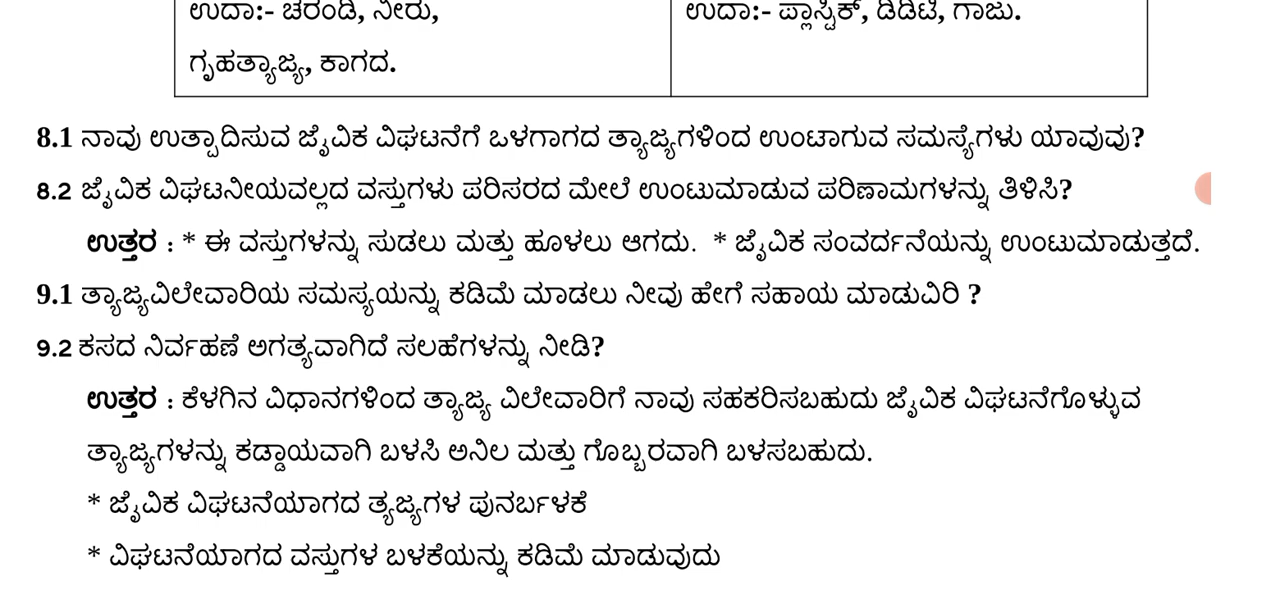 ಉದಾ:- ಚರಂಡಿ, ನೀರು,
ಗೃಹತ್ಯಾಜ್ಯ, ಕಾಗದ.
ಉದಾ:- ಪ್ಲಾಸ್ಟಿಕ್, ಡಿಡಿಟಿ, ಗಾಜು.
8.1 ನಾವು ಉತ್ಪಾದಿಸುವ ಜೈವಿಕ ವಿಘಟನೆಗೆ ಒಳಗಾಗದ ತ್ಯಾಜ್ಯಗಳಿಂದ ಉಂಟಾಗುವ ಸಮಸ್ಯೆಗಳು ಯಾವುವು?
8.2 ಜೈವಿಕ ವಿಘಟನೀಯವಲ್ಲದ ವಸ್ತುಗಳು ಪರಿಸರದ ಮೇಲೆ ಉಂಟುಮಾಡುವ ಪರಿಣಾಮಗಳನ್ನು ತಿಳಿಸಿ?
ಉತ್ತರ : * ಈ ವಸ್ತುಗಳನ್ನು ಸುಡಲು ಮತ್ತು ಹೂಳಲು ಆಗದು. * ಜೈವಿಕ ಸಂವರ್ದನೆಯನ್ನು ಉಂಟುಮಾಡುತ್ತದೆ.
9.1 ತ್ಯಾಜ್ಯವಿಲೇವಾರಿಯ ಸಮಸ್ಯಯನ್ನು ಕಡಿಮೆ ಮಾಡಲು ನೀವು ಹೇಗೆ ಸಹಾಯ ಮಾಡುವಿರಿ ?
9.2 ಕಸದ ನಿರ್ವಹಣೆ ಅಗತ್ಯವಾಗಿದೆ ಸಲಹೆಗಳನ್ನು ನೀಡಿ?
ಉತ್ತರ : ಕೆಳಗಿನ ವಿಧಾನಗಳಿಂದ ತ್ಯಾಜ್ಯ ವಿಲೇವಾರಿಗೆ ನಾವು ಸಹಕರಿಸಬಹುದು ಜೈವಿಕ ವಿಘಟನೆಗೊಳ್ಳುವ
ತ್ಯಾಜ್ಯಗಳನ್ನು ಕಡ್ಡಾಯವಾಗಿ ಬಳಸಿ ಅನಿಲ ಮತ್ತು ಗೊಬ್ಬರವಾಗಿ ಬಳಸಬಹುದು.
* ಜೈವಿಕ ವಿಘಟನೆಯಾಗದ ತ್ಯಜ್ಯಗಳ ಪುನರ್ಬಳಕೆ
* ವಿಘಟನೆಯಾಗದ ವಸ್ತುಗಳ ಬಳಕೆಯನ್ನು ಕಡಿಮೆ ಮಾಡುವುದು